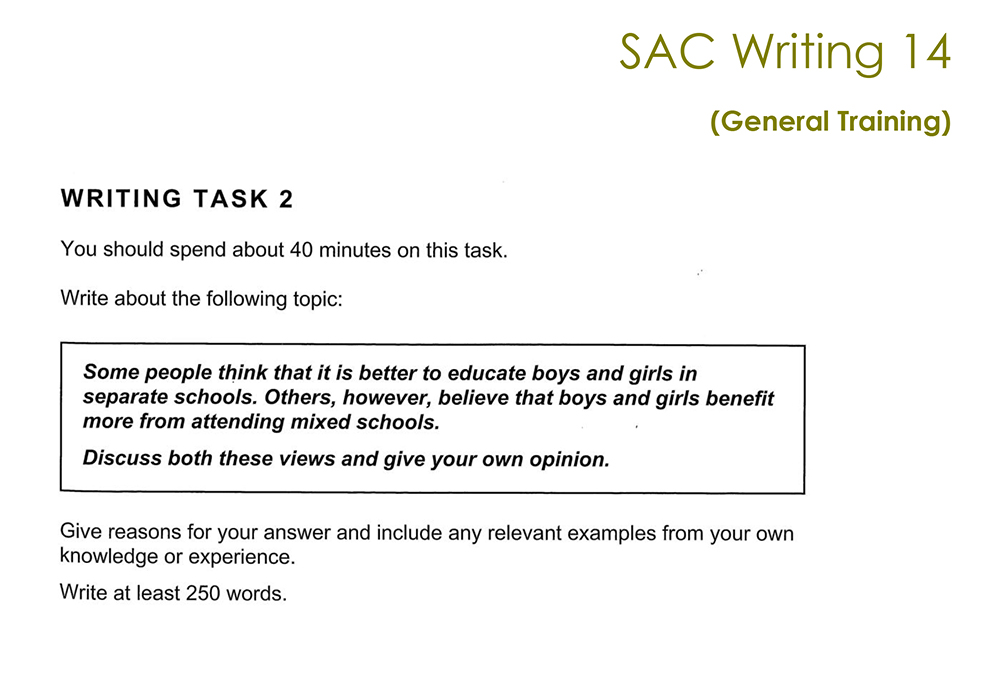 SAC Writing 14
(General Training)
WRITING TASK 2
You should spend about 40 minutes on this task.
Write about the following topic:
Some people think that it is better to educate boys and girls in
separate schools. Others, however, believe that boys and girls benefit
more from attending mixed schools.
Discuss both these views and give your own opinion.
Give reasons for your answer and include any relevant examples from your own
knowledge or experience.
Write at least 250 words.